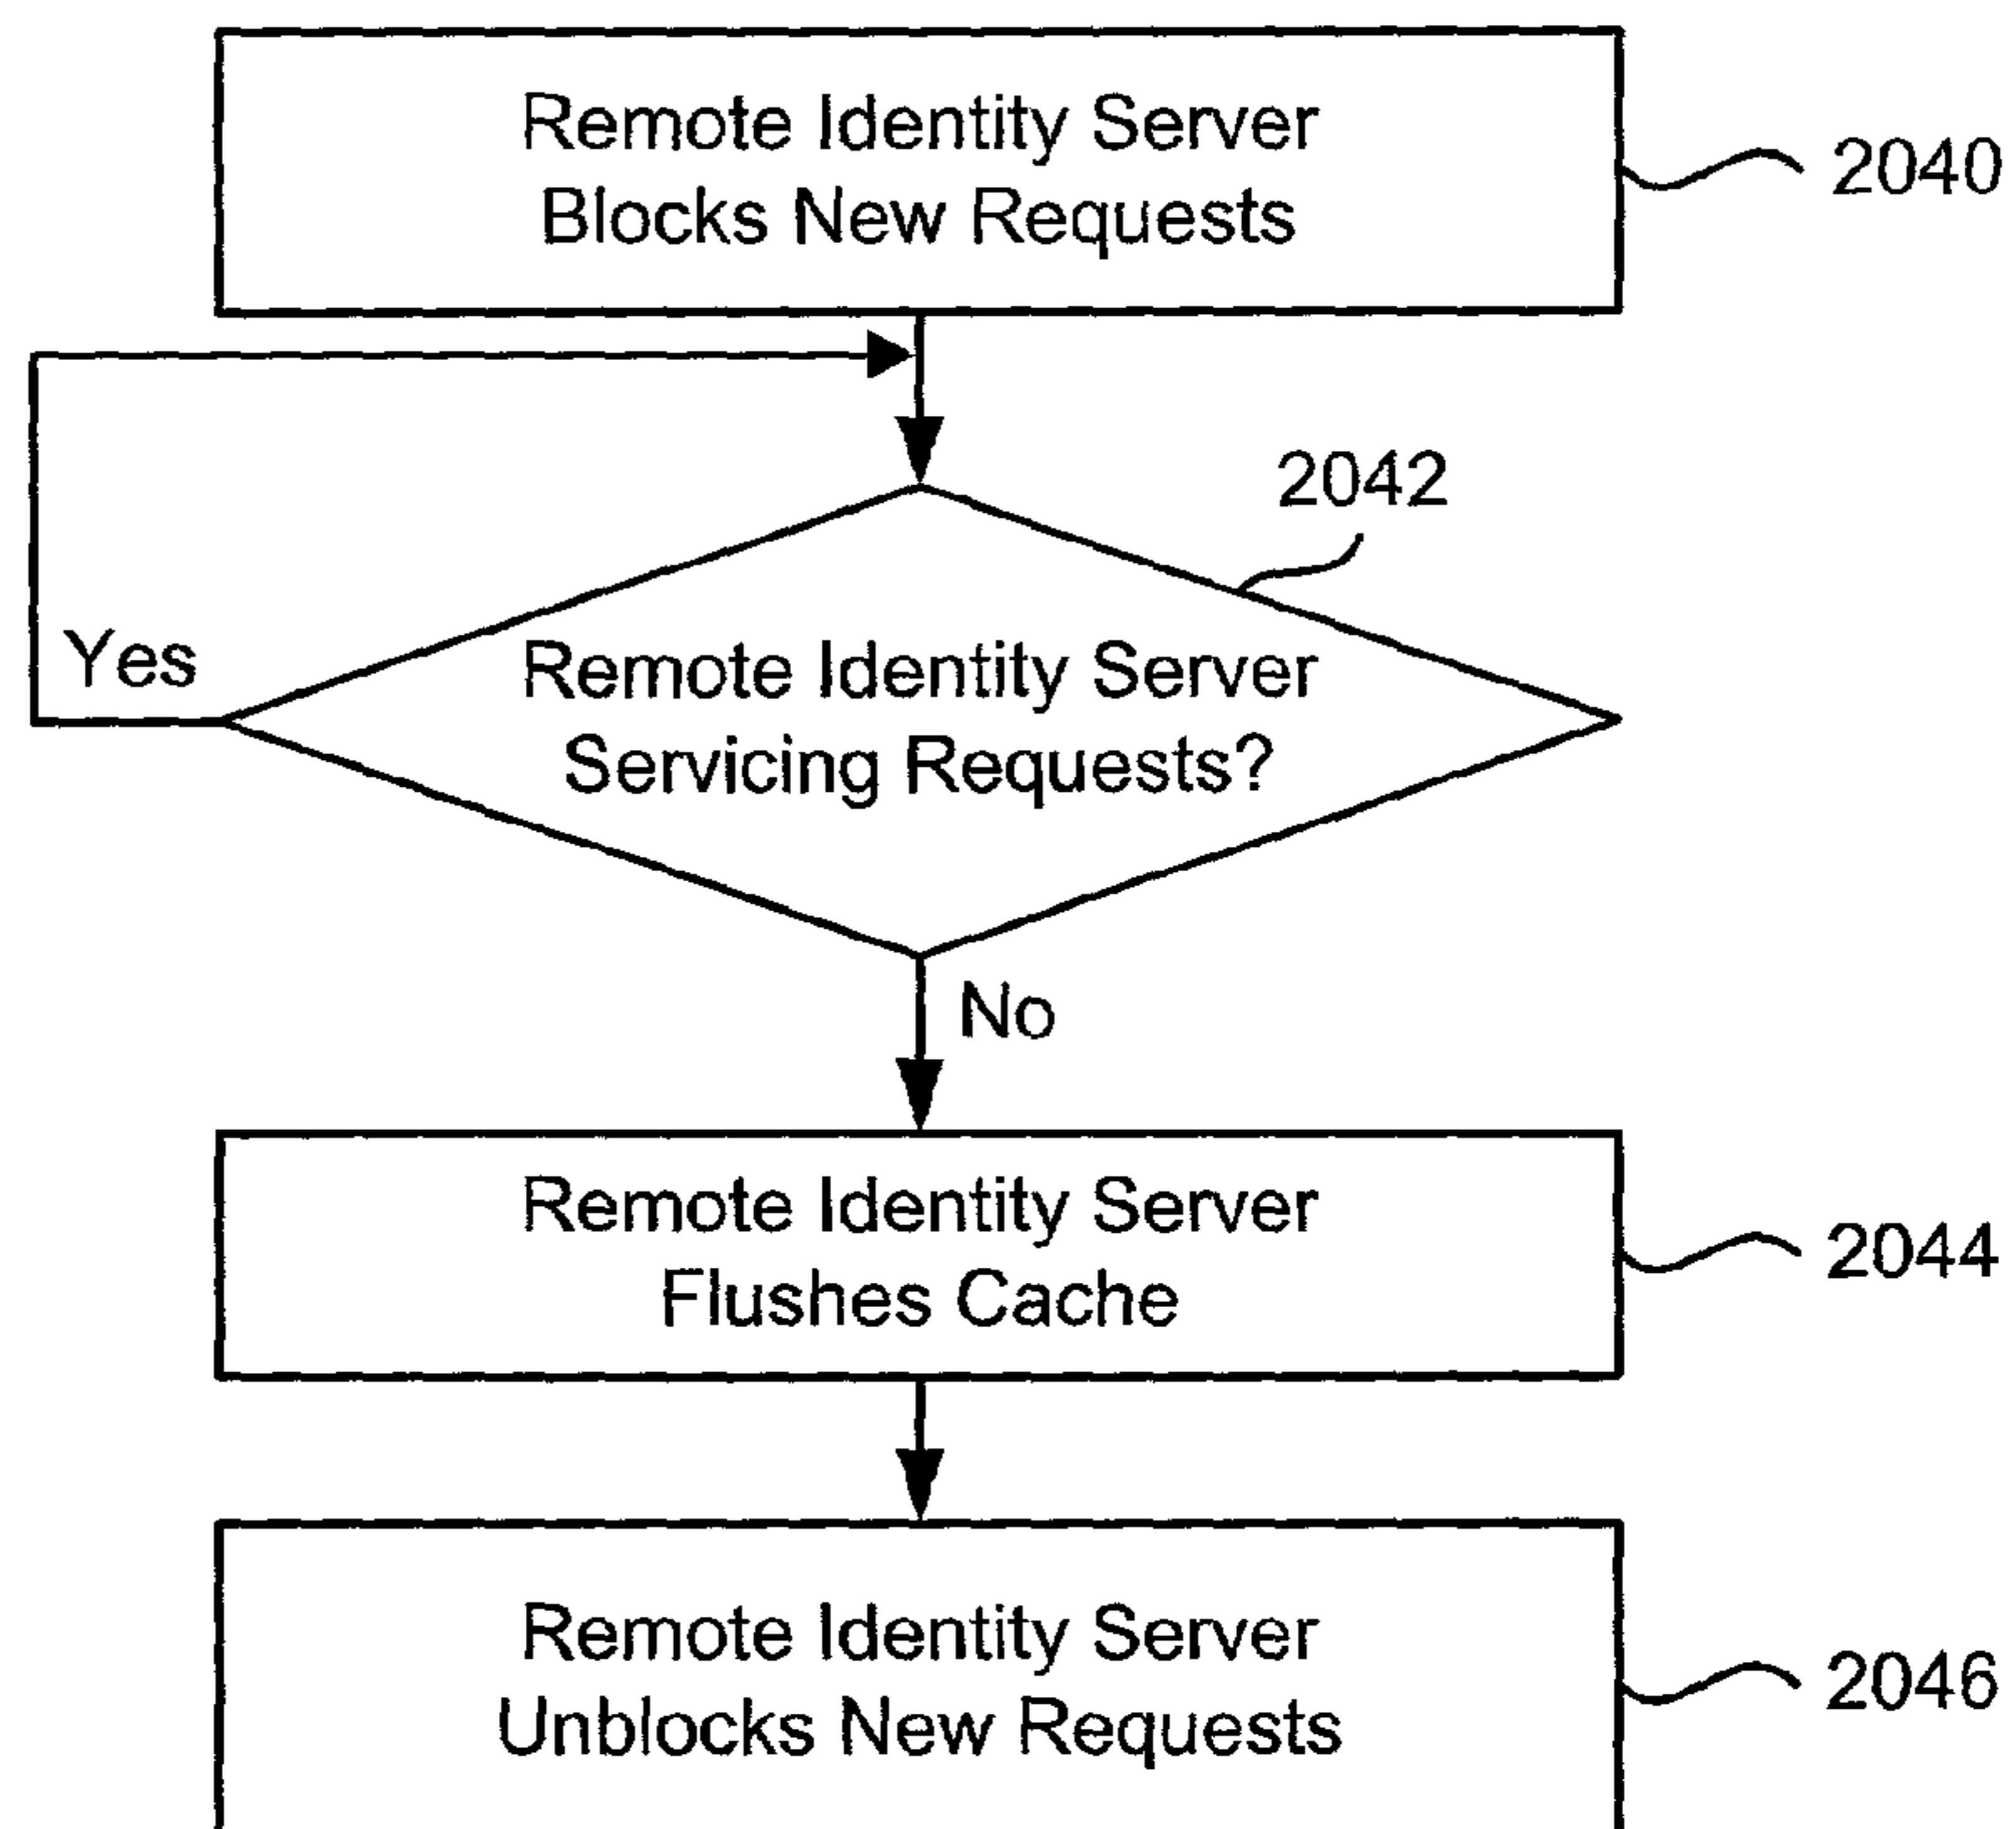 Remote Identity Server
Blocks New Requests
2040
2042
Yes
Remote Identity Server
Servicing Requests?
No
Remote Identity Server
Flushes Cache
2044
Remote Identity Server
Unblocks New Requests
2046